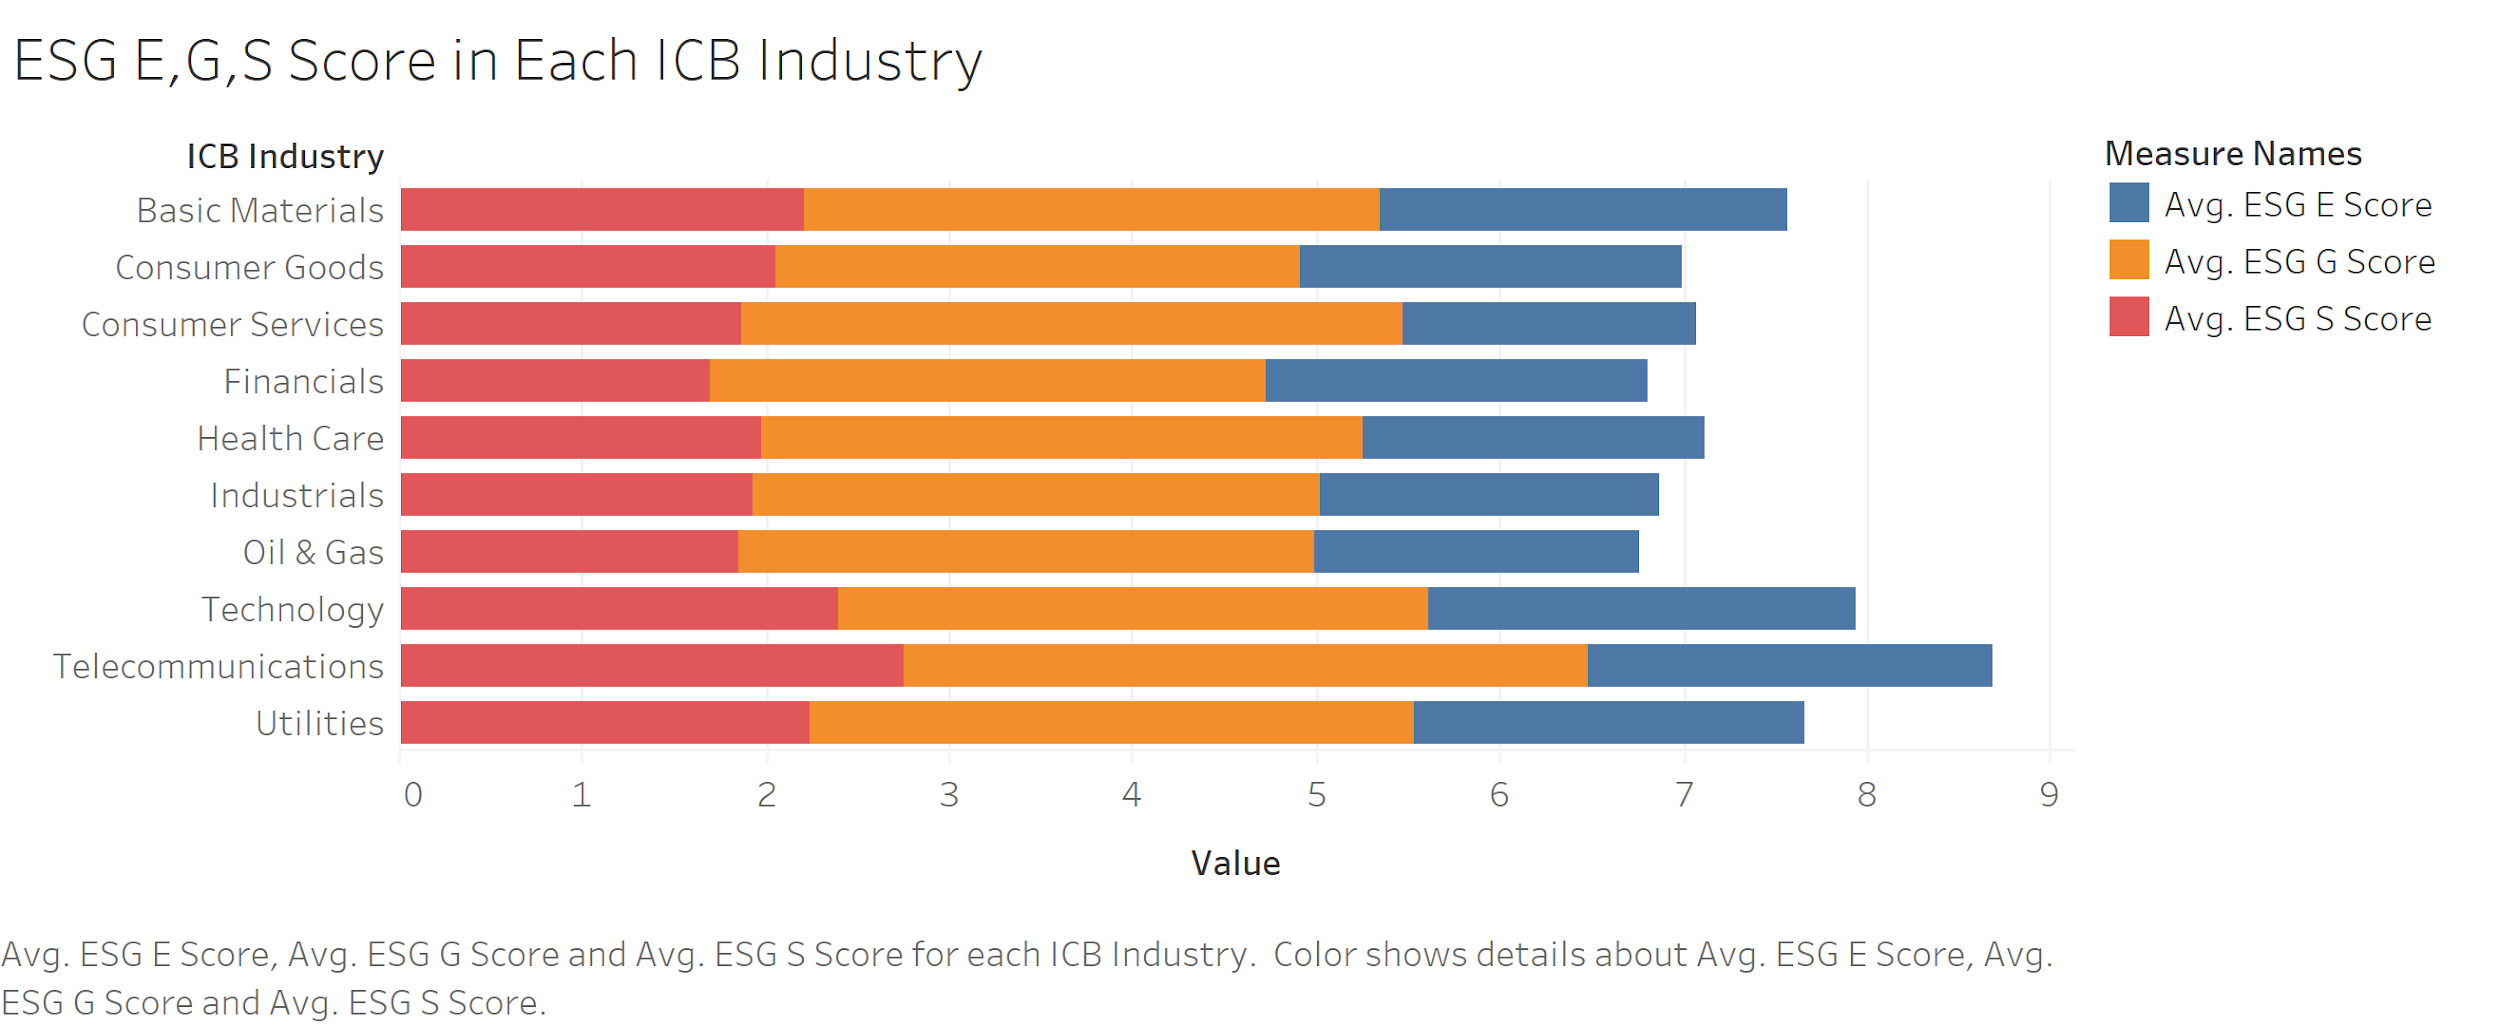 ESG E,G,S Score in Each ICB Industry
ICB Industry
Basic Materials
Consumer Goods
Consumer Services
Financials
Health Care
Industrials
Oil & Gas
Technology
Telecommunications
Utilities
0 1 2 3 4 5 6 7 8 9
Value
Measure Names
Avg. ESG E Score
Avg. ESG G Score
Avg. ESG S Score
Avg. ESG E Score, Avg. ESG G Score and Avg. ESG S Score for each ICB Industry.  Color shows details about Avg. ESG E Score, Avg.
ESG G Score and Avg. ESG S Score.